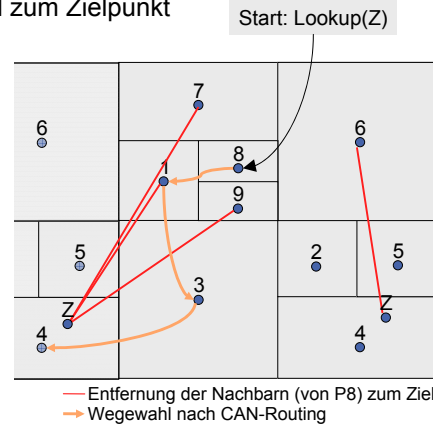 l zum Zielpunkt
Start: Lookup(Z)
7
6
6
8
1
9
5
2
5
3
Z
Z
4
4
Entfernung der Nachbarn (von P8) zum Ziel
Wegewahl nach CAN-Routing